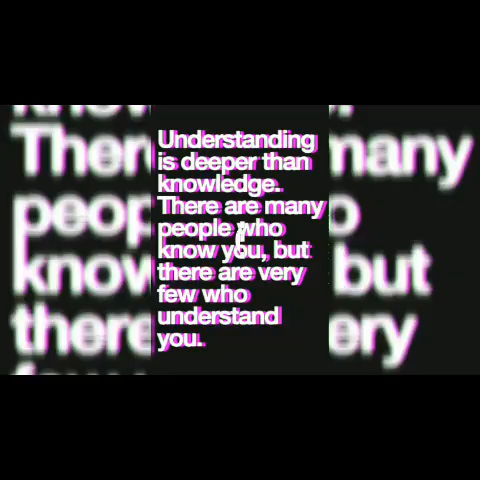 Understanding
is deeper than
knowledge.
There are many
people who
know you, but
there are very
few who
understand
you.